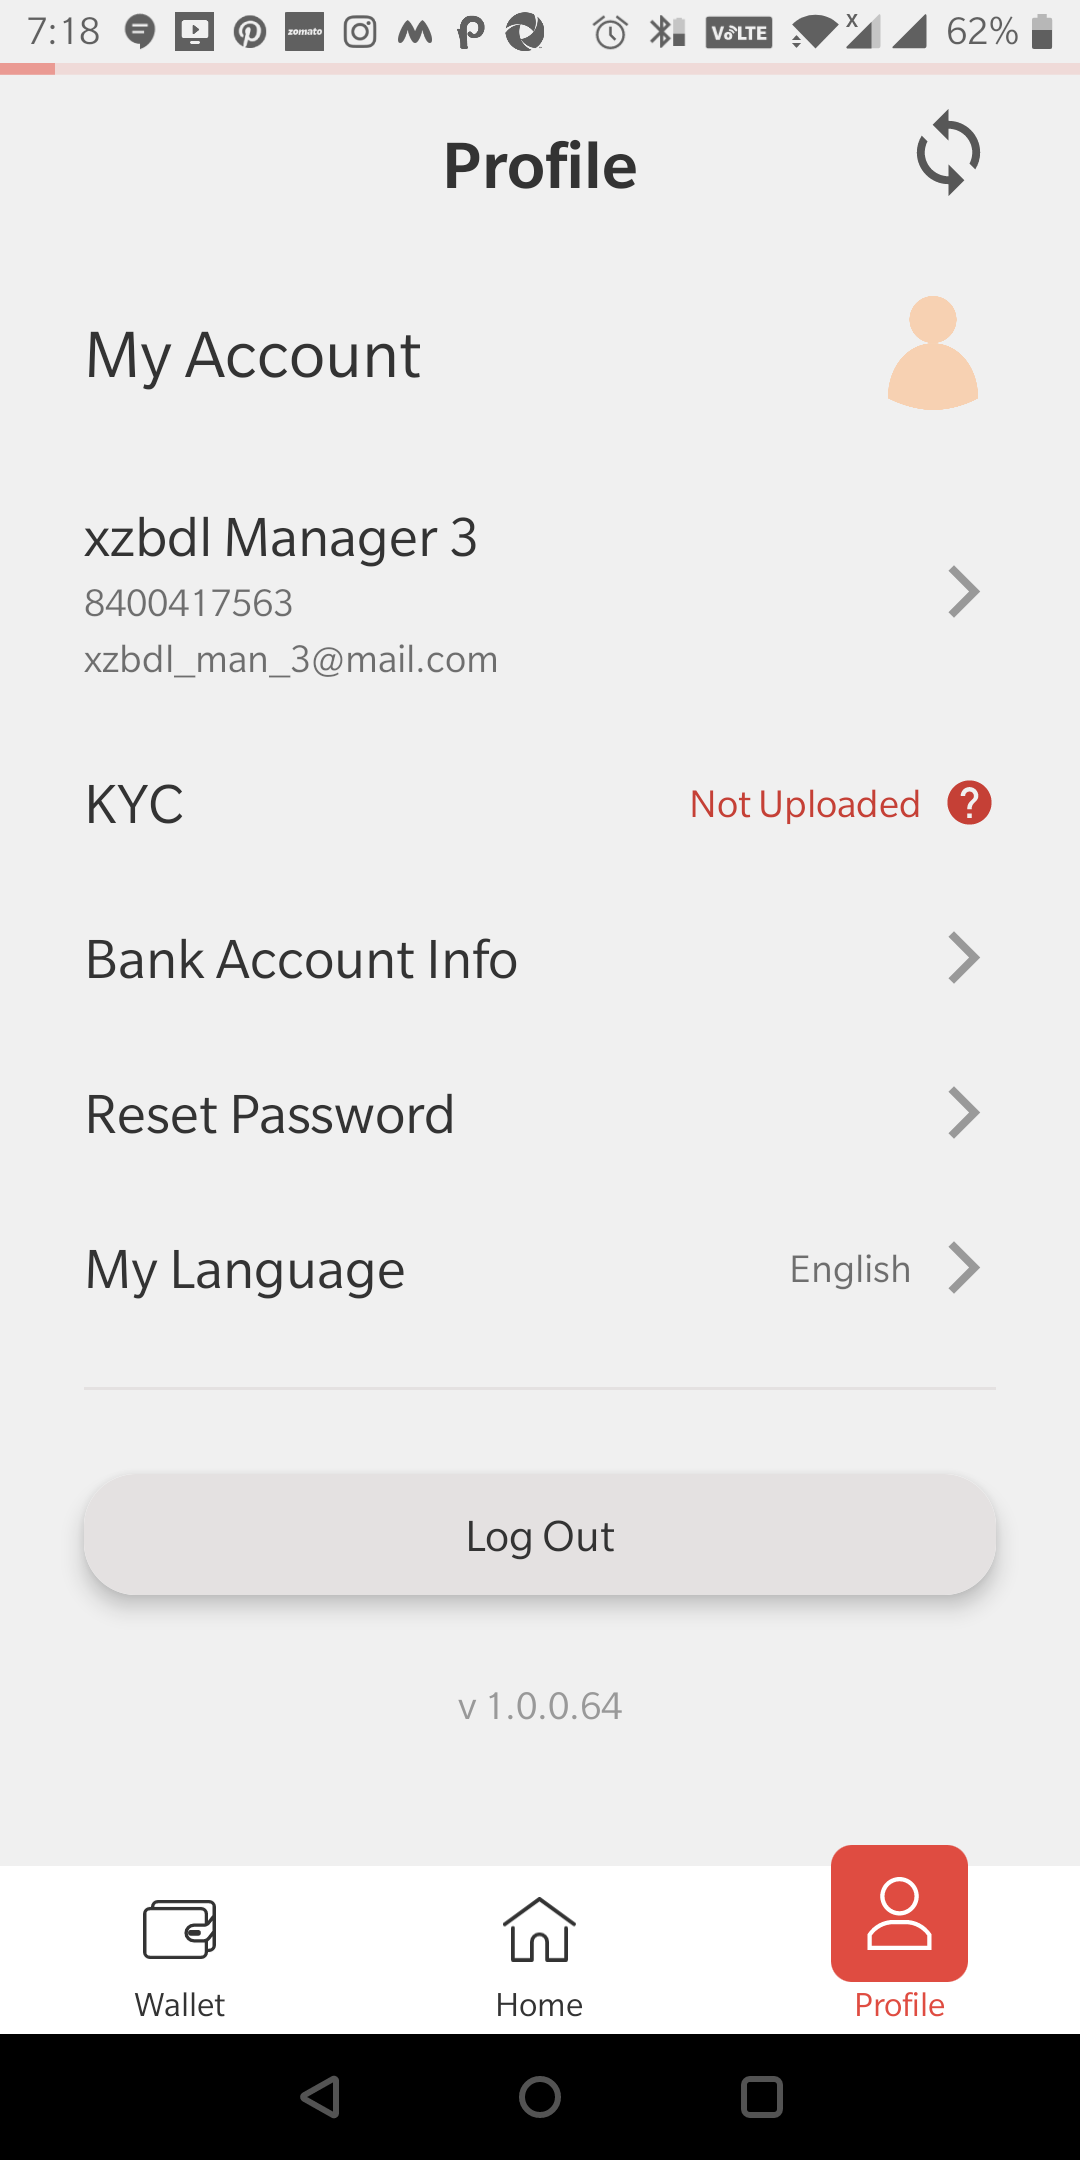 7:18 zomato VoLTE x 62%
Profile
My Account
xzbdl Manager 3
8400417563
xzbdl_man_3@mail.com
KYC Not Uploaded ?
Bank Account Info
Reset Password
My Language English
Log Out
v 1.0.0.64
Wallet Home Profile